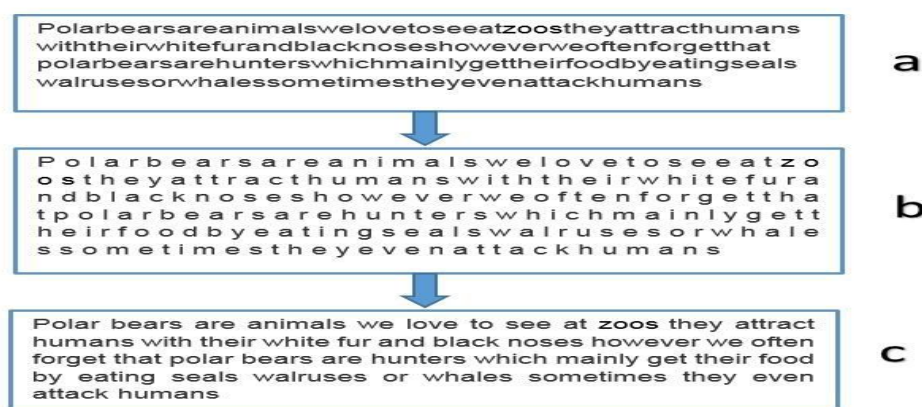 Polarbearsareanimalswelovetoseeatzoostheyattracthumans
withtheirwhitefurandblacknoseshoweverweoftenforgetthat
polarbearsarehunterswhichmainlygettheirfoodbyeatingseals
walrusesorwhalessometimestheyevenattackhumans
a
P o l a r b e a r s a r e a n i m a l s w e l o v e t o s e e a t z o
o s t h e y a t t r a c t h u m a n s w i t h t h e i r w h i t e f u r a
n d b l a c k n o s e s h o w e v e r w e o f t e n f o r g e t t h a
t p o l a r b e a r s a r e h u n t e r s w h i c h m a i n l y g e t t
h e i r f o o d b y e a t i n g s e a l s w a l r u s e s o r w h a l e
s s o m e t i m e s t h e y e v e n a t t a c k h u m a n s
b
Polar bears are animals we love to see at zoos they attract
humans with their white fur and black noses however we often
forget that polar bears are hunters which mainly get their food
by eating seals walruses or whales sometimes they even
attack humans
c